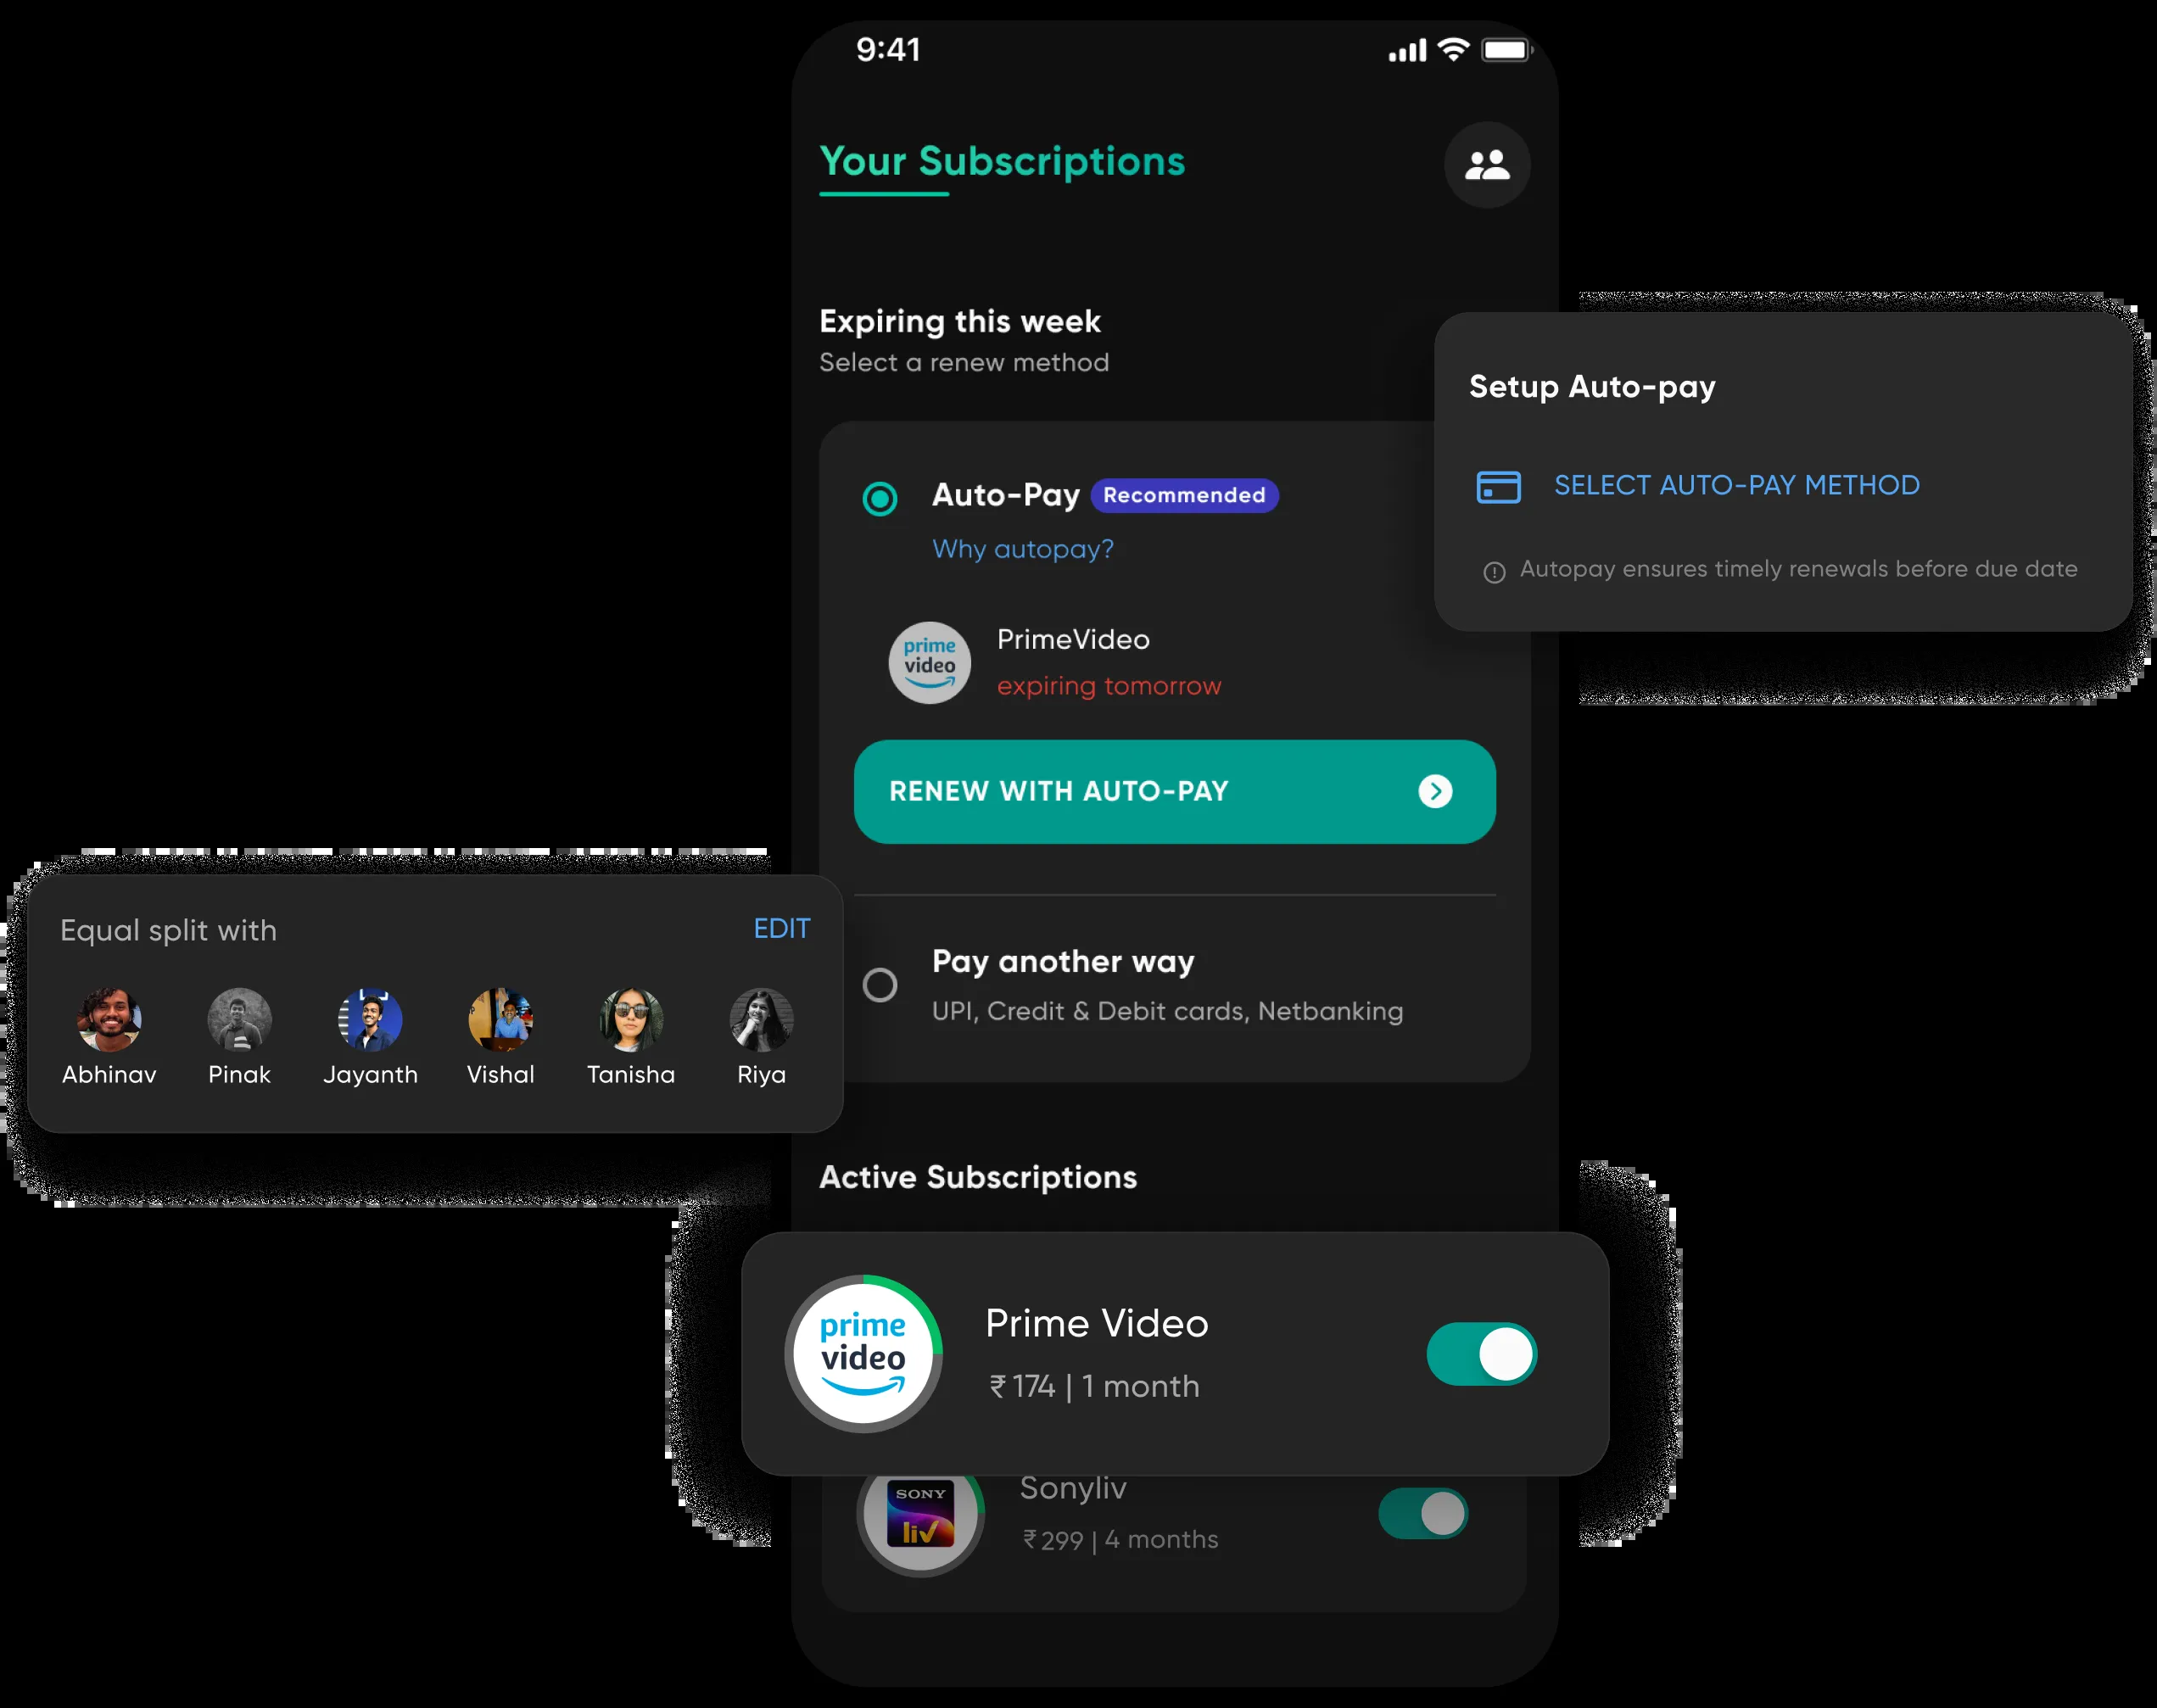 9:41
Your Subscriptions
Expiring this week
Select a renew method
Setup Auto-pay
SELECT AUTO-PAY METHOD
Autopay ensures timely renewals before due date
Auto-Pay Recommended
Why autopay?
prime
video
PrimeVideo
expiring tomorrow
RENEW WITH AUTO-PAY
Equal split with EDIT
Abhinav Pinak Jayanth Vishal Tanisha Riya
Pay another way
UPI, Credit & Debit cards, Netbanking
Active Subscriptions
prime
video
Prime Video
₹174 | 1 month
SONY
liv
Sonyliv
₹299 | 4 months